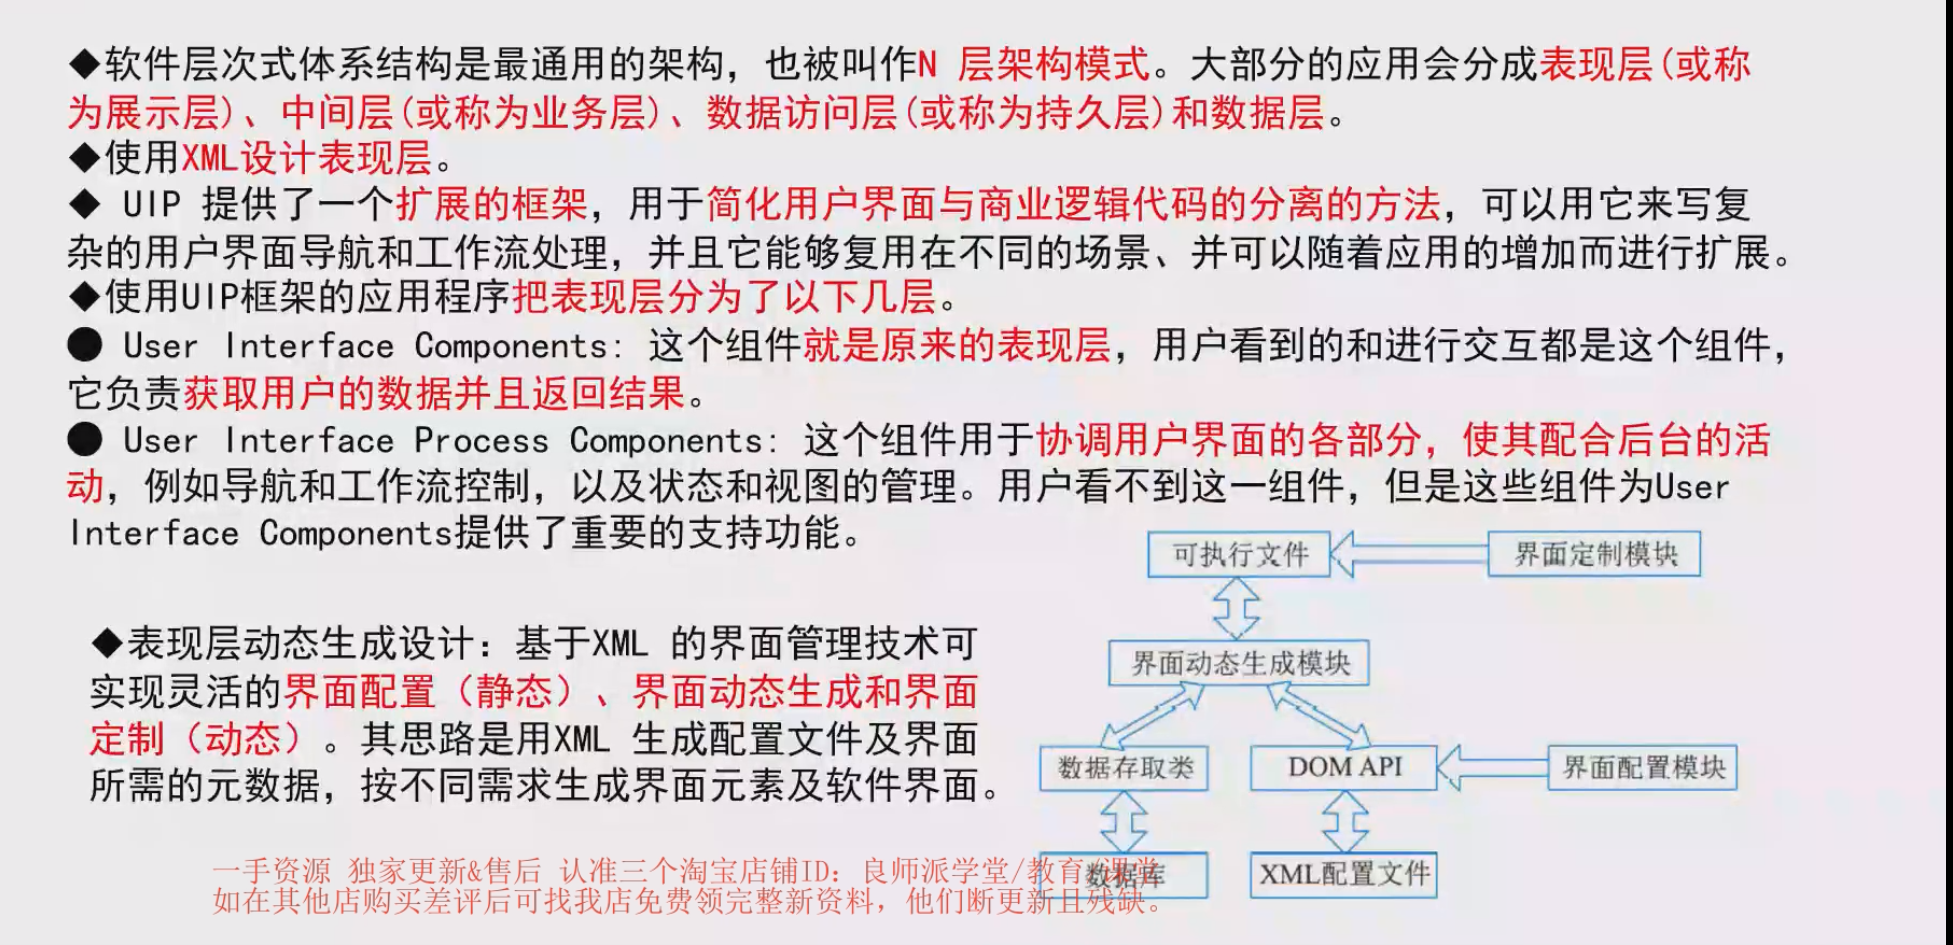 ◆软件层次式体系结构是最通用的架构，也被叫作N 层架构模式。大部分的应用会分成表现层(或称
为展示层)、中间层(或称为业务层)、数据访问层(或称为持久层)和数据层。
◆使用XML设计表现层。
◆ UIP 提供了一个扩展的框架，用于简化用户界面与商业逻辑代码的分离的方法，可以用它来写复
杂的用户界面导航和工作流处理，并且它能够复用在不同的场景、并可以随着应用的增加而进行扩展。
◆使用UIP框架的应用程序把表现层分为了以下几层。
● User Interface Components: 这个组件就是原来的表现层，用户看到的和进行交互都是这个组件，
它负责获取用户的数据并且返回结果。
● User Interface Process Components: 这个组件用于协调用户界面的各部分，使其配合后台的活
动，例如导航和工作流控制，以及状态和视图的管理。用户看不到这一组件，但是这些组件为User
Interface Components提供了重要的支持功能。
可执行文件
界面定制模块
◆表现层动态生成设计：基于XML 的界面管理技术可
实现灵活的界面配置（静态）、界面动态生成和界面
定制（动态）。其思路是用XML 生成配置文件及界面
所需的元数据，按不同需求生成界面元素及软件界面。
界面动态生成模块
数据存取类
DOM API
界面配置模块
数据库
XML配置文件
一手资源 独家更新&售后 认准三个淘宝店铺ID：良师派学堂/教育/课堂
如在其他店购买差评后可找我店免费领完整新资料，他们断更新且残缺。